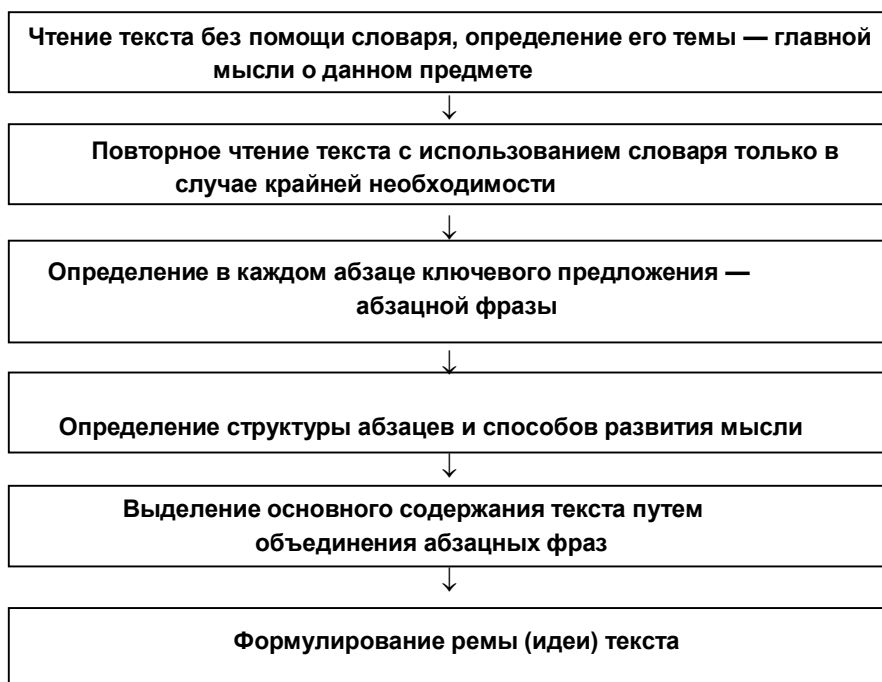 Чтение текста без помощи словаря, определение его темы — главной
мысли о данном предмете
Повторное чтение текста с использованием словаря только в
случае крайней необходимости
Определение в каждом абзаце ключевого предложения —
абзацной фразы
Определение структуры абзацев и способов развития мысли
Выделение основного содержания текста путем
объединения абзацных фраз
Формулирование ремы (идеи) текста